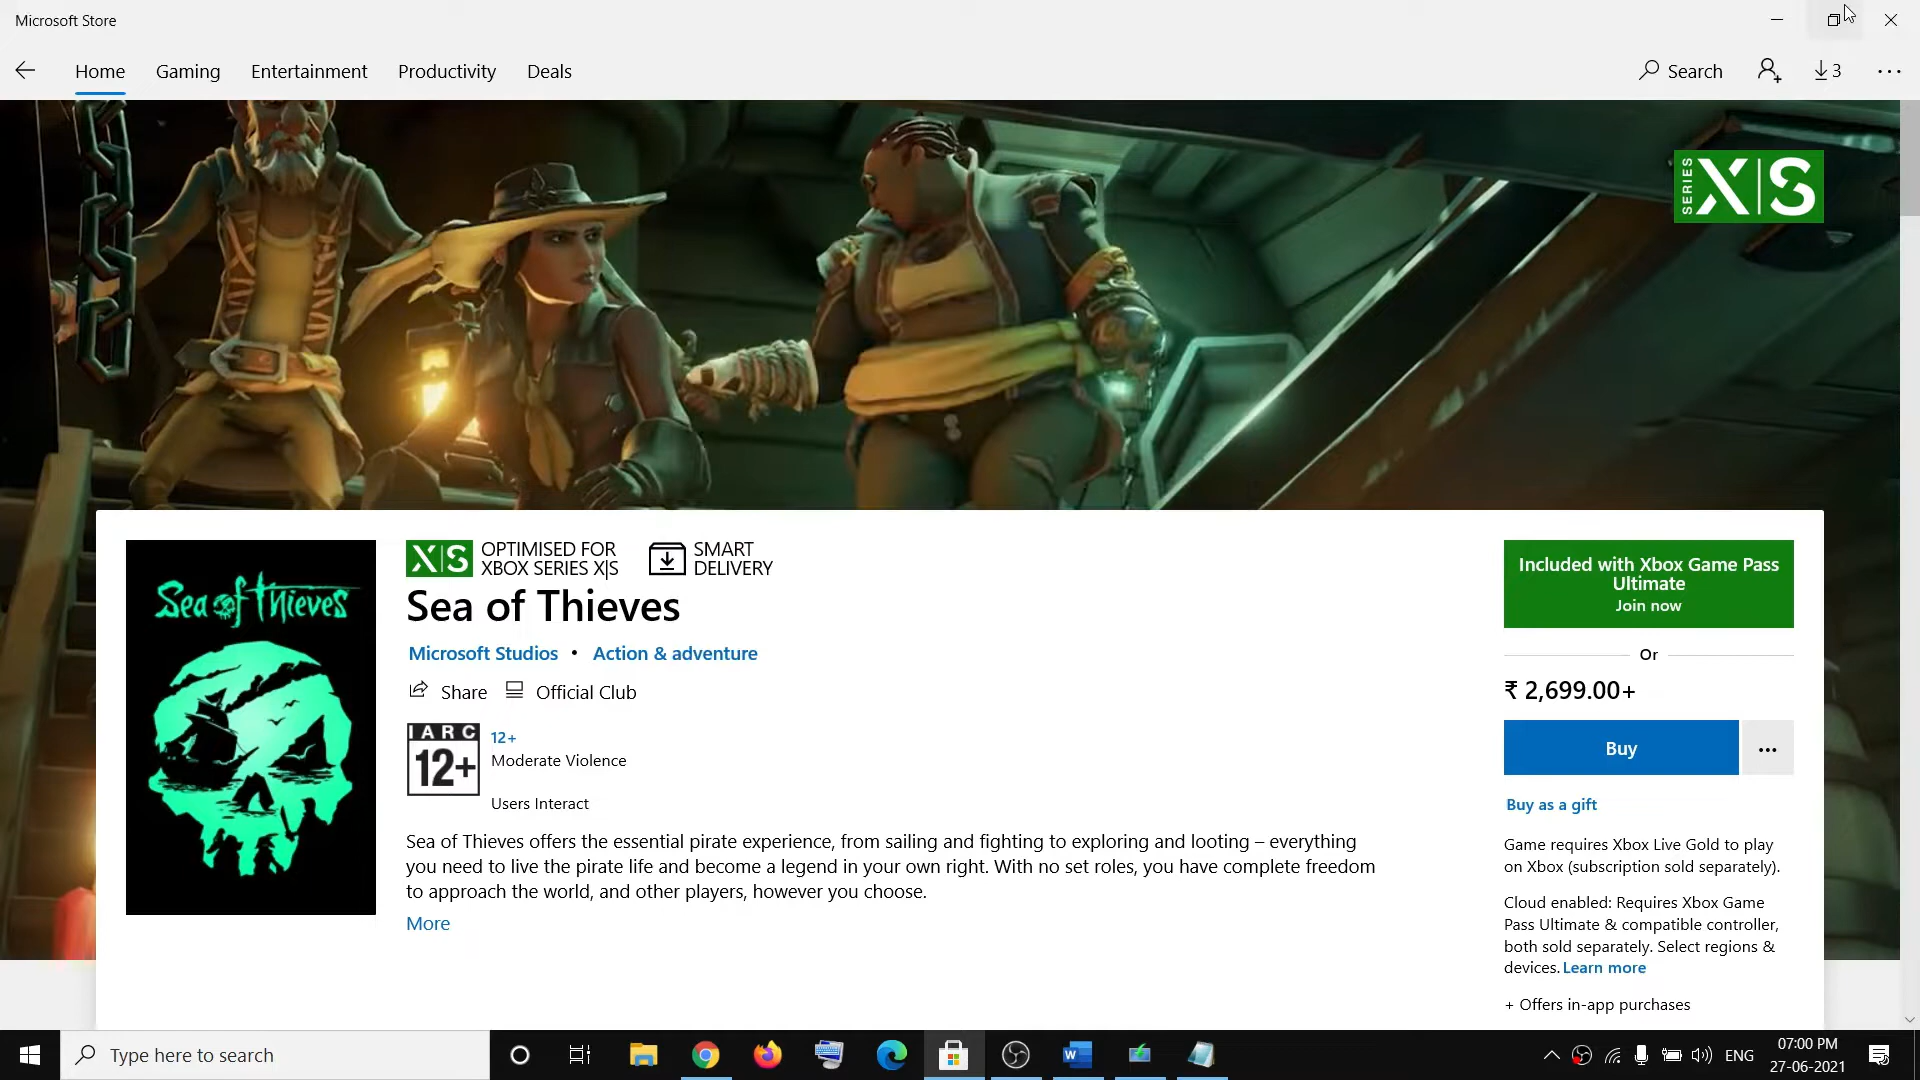 Microsoft Store
Home
Gaming
Entertainment
Productivity
Deals
Search
3
SERIES X|S
X|S
OPTIMISED FOR
XBOX SERIES X|S
SMART
DELIVERY
Sea of Thieves
Sea of Thieves
Microsoft Studios • Action & adventure
Share
Official Club
IARC
12+
12+
Moderate Violence
Users Interact
Sea of Thieves offers the essential pirate experience, from sailing and fighting to exploring and looting – everything
you need to live the pirate life and become a legend in your own right. With no set roles, you have complete freedom
to approach the world, and other players, however you choose.
More
Included with Xbox Game Pass
Ultimate
Join now
Or
₹ 2,699.00+
Buy
Buy as a gift
Game requires Xbox Live Gold to play
on Xbox (subscription sold separately).
Cloud enabled: Requires Xbox Game
Pass Ultimate & compatible controller,
both sold separately. Select regions &
devices. Learn more
+ Offers in-app purchases
Type here to search
W
ENG
07:00 PM
27-06-2021